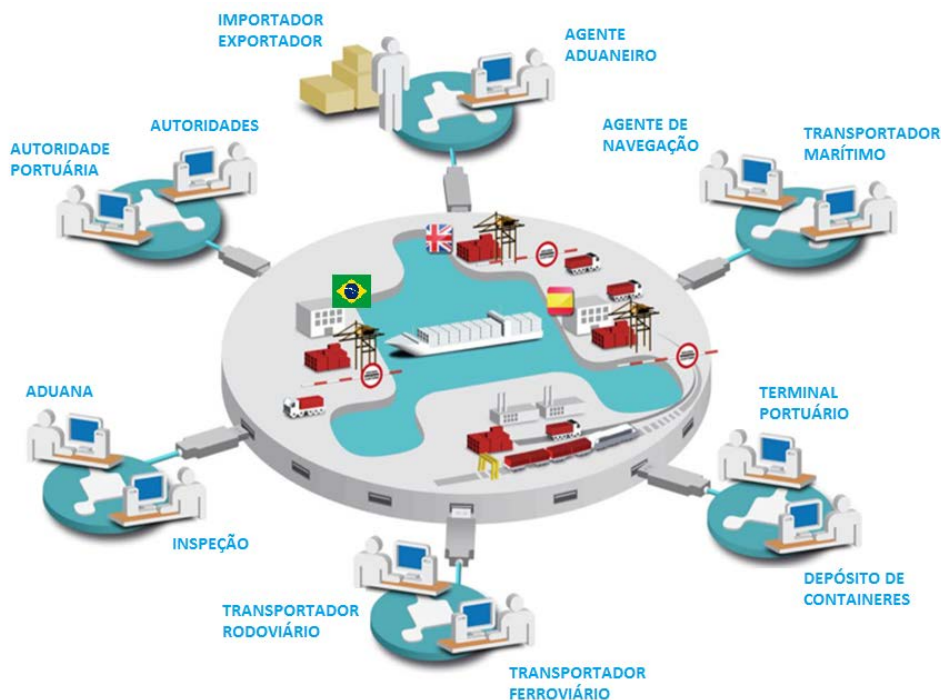 IMPORTADOR
EXPORTADOR
AGENTE
ADUANEIRO
AUTORIDADES
AUTORIDADE
PORTUÁRIA
AGENTE DE
NAVEGAÇÃO
TRANSPORTADOR
MARÍTIMO
ADUANA
INSPEÇÃO
TERMINAL
PORTUÁRIO
DEPÓSITO DE
CONTAINERES
TRANSPORTADOR
RODOVIÁRIO
TRANSPORTADOR
FERROVIÁRIO